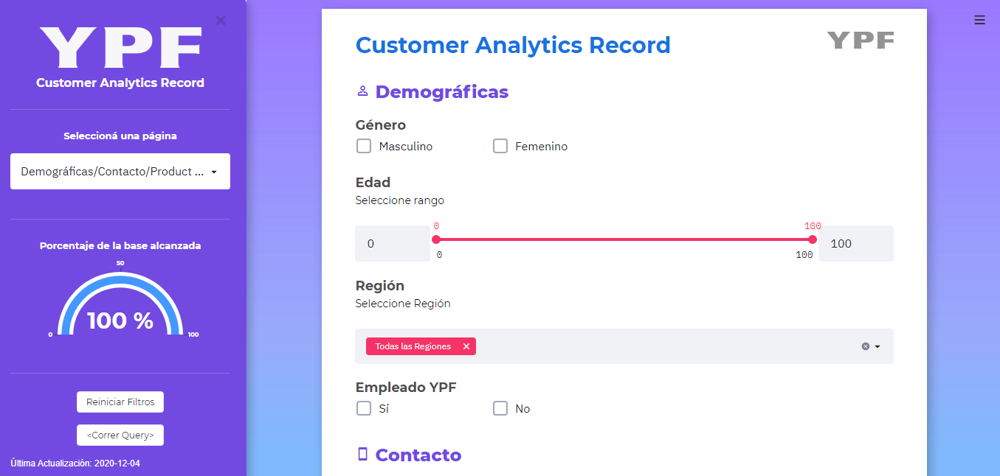 YPF
Customer Analytics Record
Seleccioná una página
Demográficas/Contacto/Product ...
Porcentaje de la base alcanzada
50
100 %
0
100
Reiniciar Filtros
<Correr Query>
Última Actualización: 2020-12-04
Customer Analytics Record
YPF
Demográficas
Género
Masculino
Femenino
Edad
Seleccione rango
0
100
0
100
0
100
Región
Seleccione Región
Todas las Regiones
Empleado YPF
Sí
No
Contacto